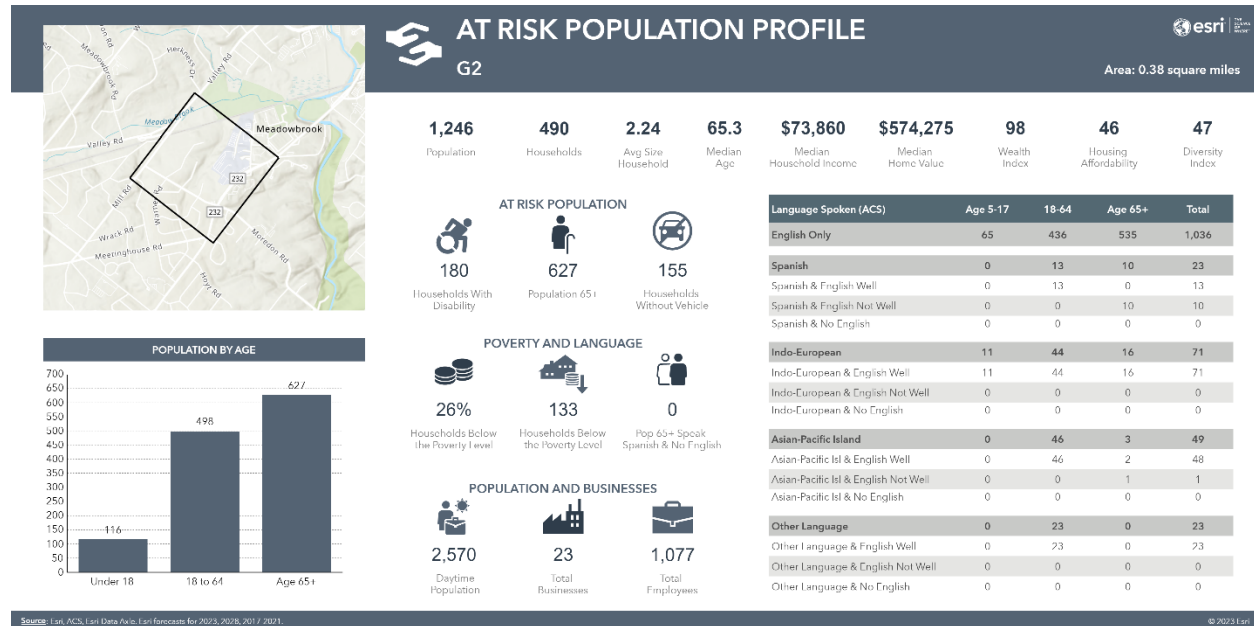 AT RISK POPULATION PROFILE
G2
esri
THE
SCIENCE
OF
WHERE
Area: 0.38 square miles
Herkness Dr
Valley Rd
Meadowbrook Rd
Meadowbrook
Valley Rd
232
232
Mill Rd
Wrack Rd
Meetinghouse Rd
Moredon Rd
Hoyt Rd
1,246 490 2.24 65.3 $73,860 $574,275 98 46 47
Population Households Avg Size Household Median Age Median Household Income Median Home Value Wealth Index Housing Affordability Diversity Index
AT RISK POPULATION
180 627 155
Households With Disability Population 65+ Households Without Vehicle
POVERTY AND LANGUAGE
26% 133 0
Households Below the Poverty Level Households Below the Poverty Level Pop 65+ Speak Spanish & No English
POPULATION AND BUSINESSES
2,570 23 1,077
Daytime Population Total Businesses Total Employees
POPULATION BY AGE
700
650
600
550
500
450
400
350
300
250
200
150
100
50
0
116 498 627
Under 18 18 to 64 Age 65+
Language Spoken (ACS) Age 5-17 18-64 Age 65+ Total
English Only 65 436 535 1,036
Spanish 0 13 10 23
Spanish & English Well 0 13 0 13
Spanish & English Not Well 0 0 10 10
Spanish & No English 0 0 0 0
Indo-European 11 44 16 71
Indo-European & English Well 11 44 16 71
Indo-European & English Not Well 0 0 0 0
Indo-European & No English 0 0 0 0
Asian-Pacific Island 0 46 3 49
Asian-Pacific Isl & English Well 0 46 2 48
Asian-Pacific Isl & English Not Well 0 0 1 1
Asian-Pacific Isl & No English 0 0 0 0
Other Language 0 23 0 23
Other Language & English Well 0 23 0 23
Other Language & English Not Well 0 0 0 0
Other Language & No English 0 0 0 0
Source: Esri, ACS, Esri-Data Axle. Esri forecasts for 2023, 2028, 2017-2021.
© 2023 Esri